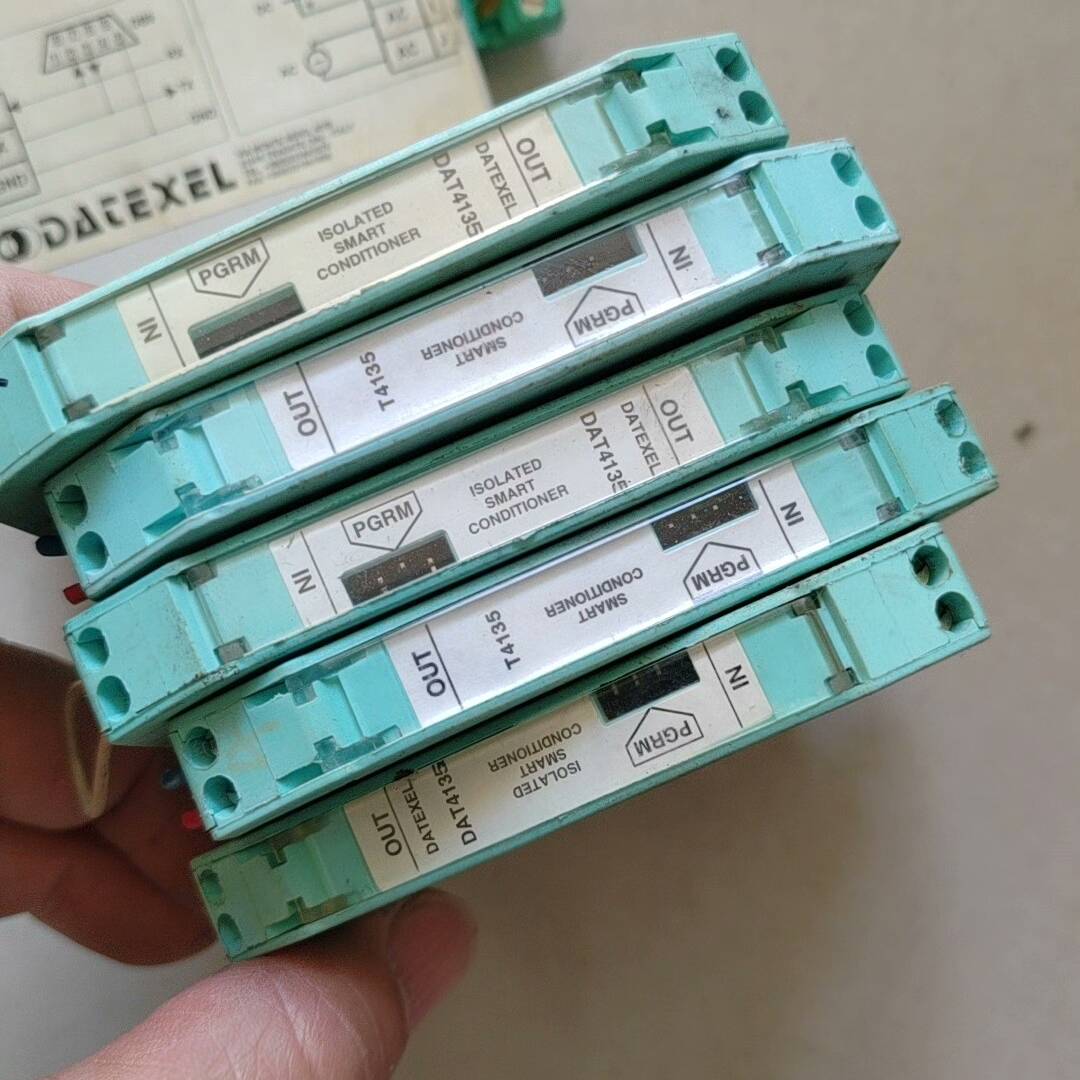 DATEXEL
IN
PGRM
ISOLATED
SMART
CONDITIONER
DAT4135
DATEXEL
OUT
OUT
T4135
SMART
CONDITIONER
PGRM
IN
IN
PGRM
ISOLATED
SMART
CONDITIONER
DAT4135
DATEXEL
OUT
OUT
T4135
SMART
CONDITIONER
PGRM
IN
OUT
DATEXEL
DAT4135
ISOLATED
SMART
CONDITIONER
PGRM
IN